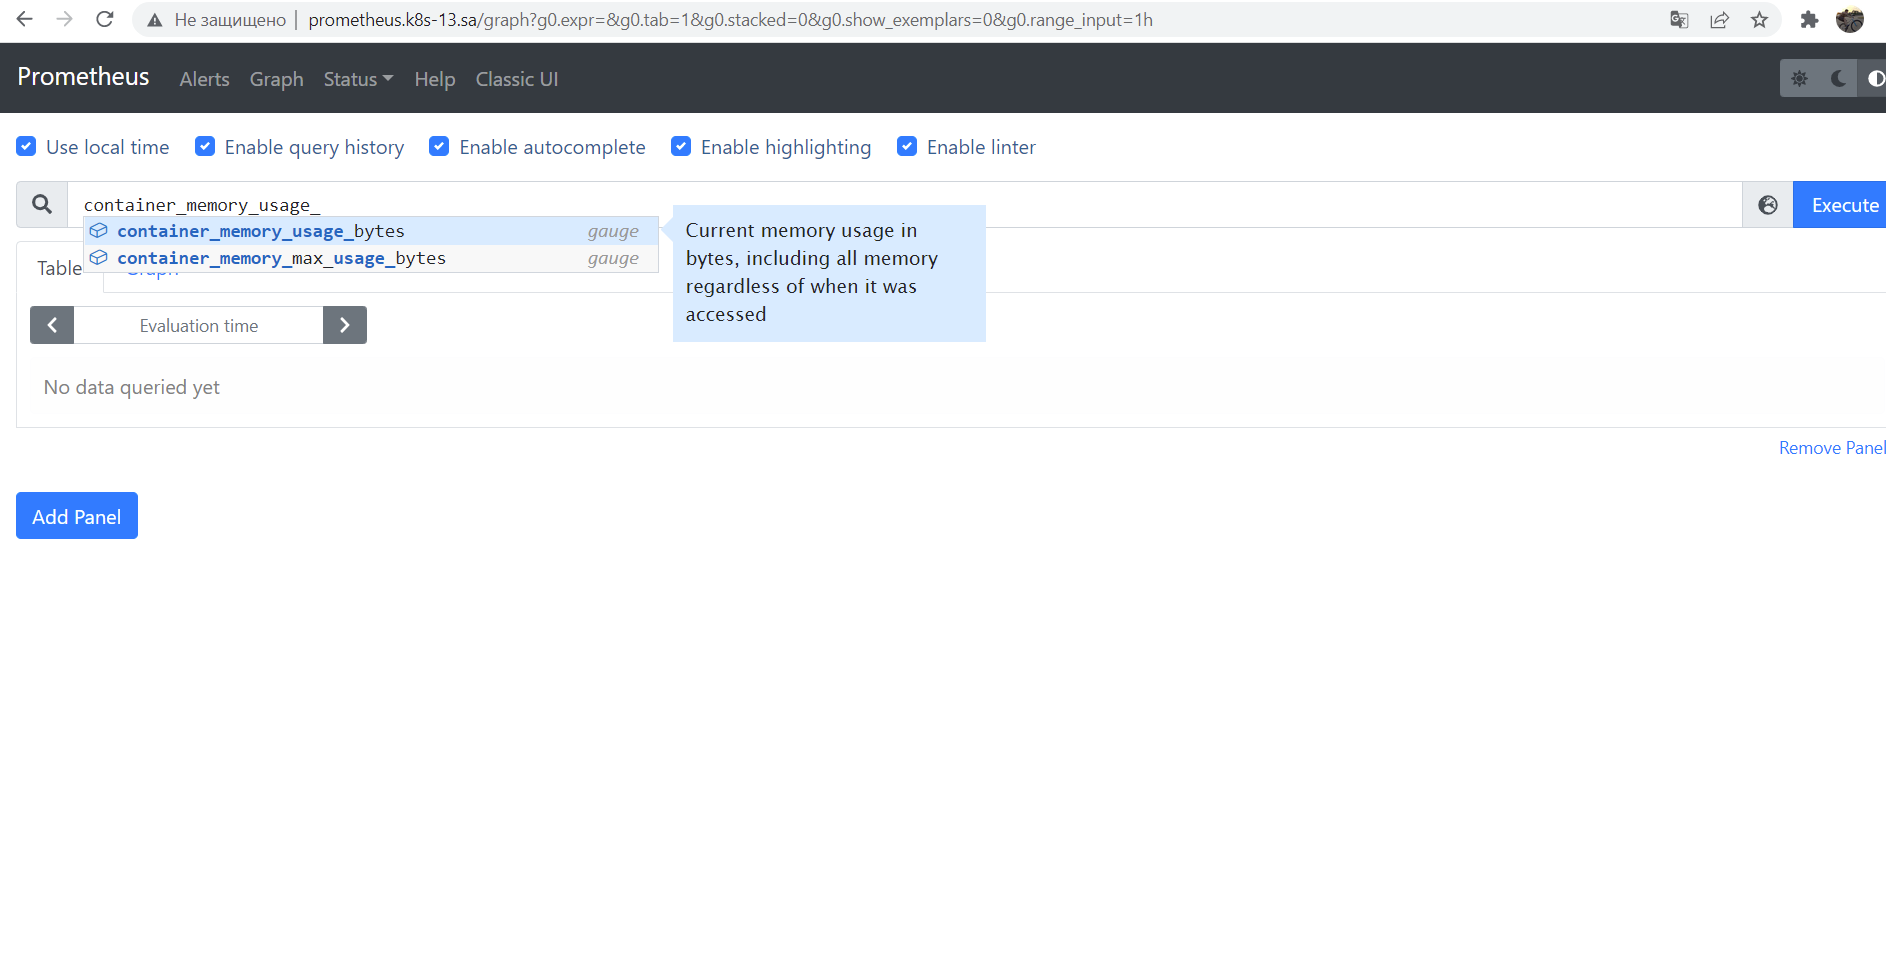 Не защищено | prometheus.k8s-13.sa/graph?g0.expr=&g0.tab=1&g0.stacked=0&g0.show_exemplars=0&g0.range_input=1h
Prometheus Alerts Graph Status Help Classic UI
Use local time Enable query history Enable autocomplete Enable highlighting Enable linter
container_memory_usage_ Execute
container_memory_usage_bytes gauge
container_memory_max_usage_bytes gauge
Current memory usage in
bytes, including all memory
regardless of when it was
accessed
Table Graph
Evaluation time
No data queried yet
Remove Panel
Add Panel